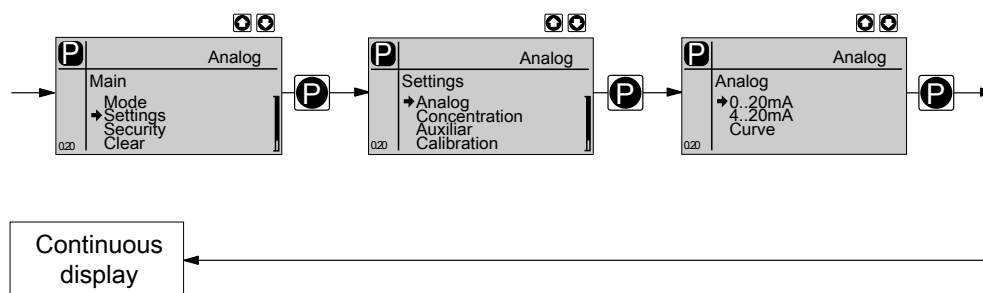 P
Analog
Main
Mode
Settings
Security
Clear
0.20
P
P
Analog
Settings
Analog
Concentration
Auxiliar
Calibration
0.20
P
P
Analog
Analog
0..20mA
4..20mA
Curve
0.20
P
Continuous
display